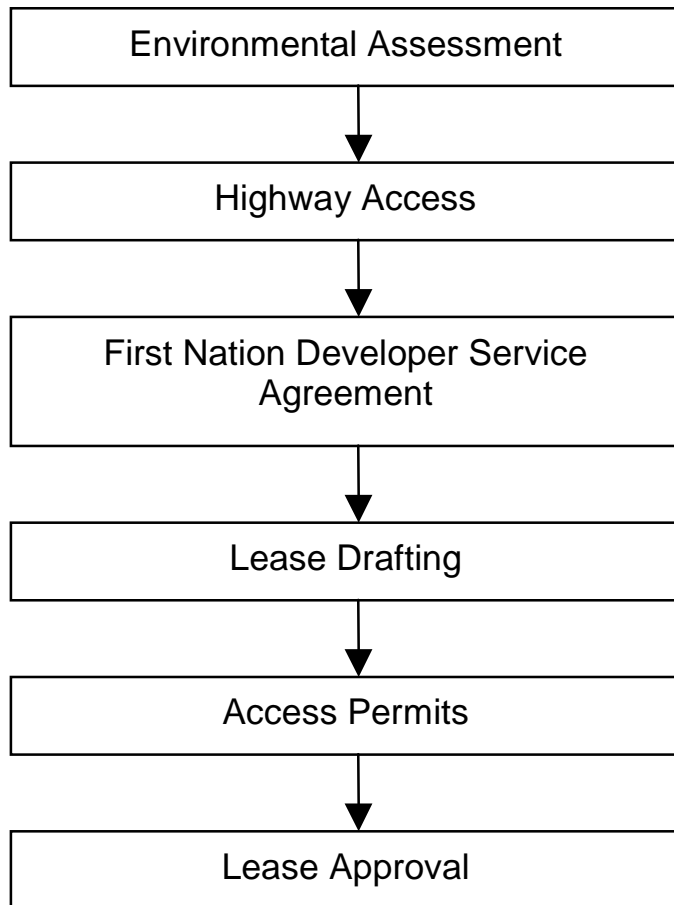 Environmental Assessment
Highway Access
First Nation Developer Service
Agreement
Lease Drafting
Access Permits
Lease Approval